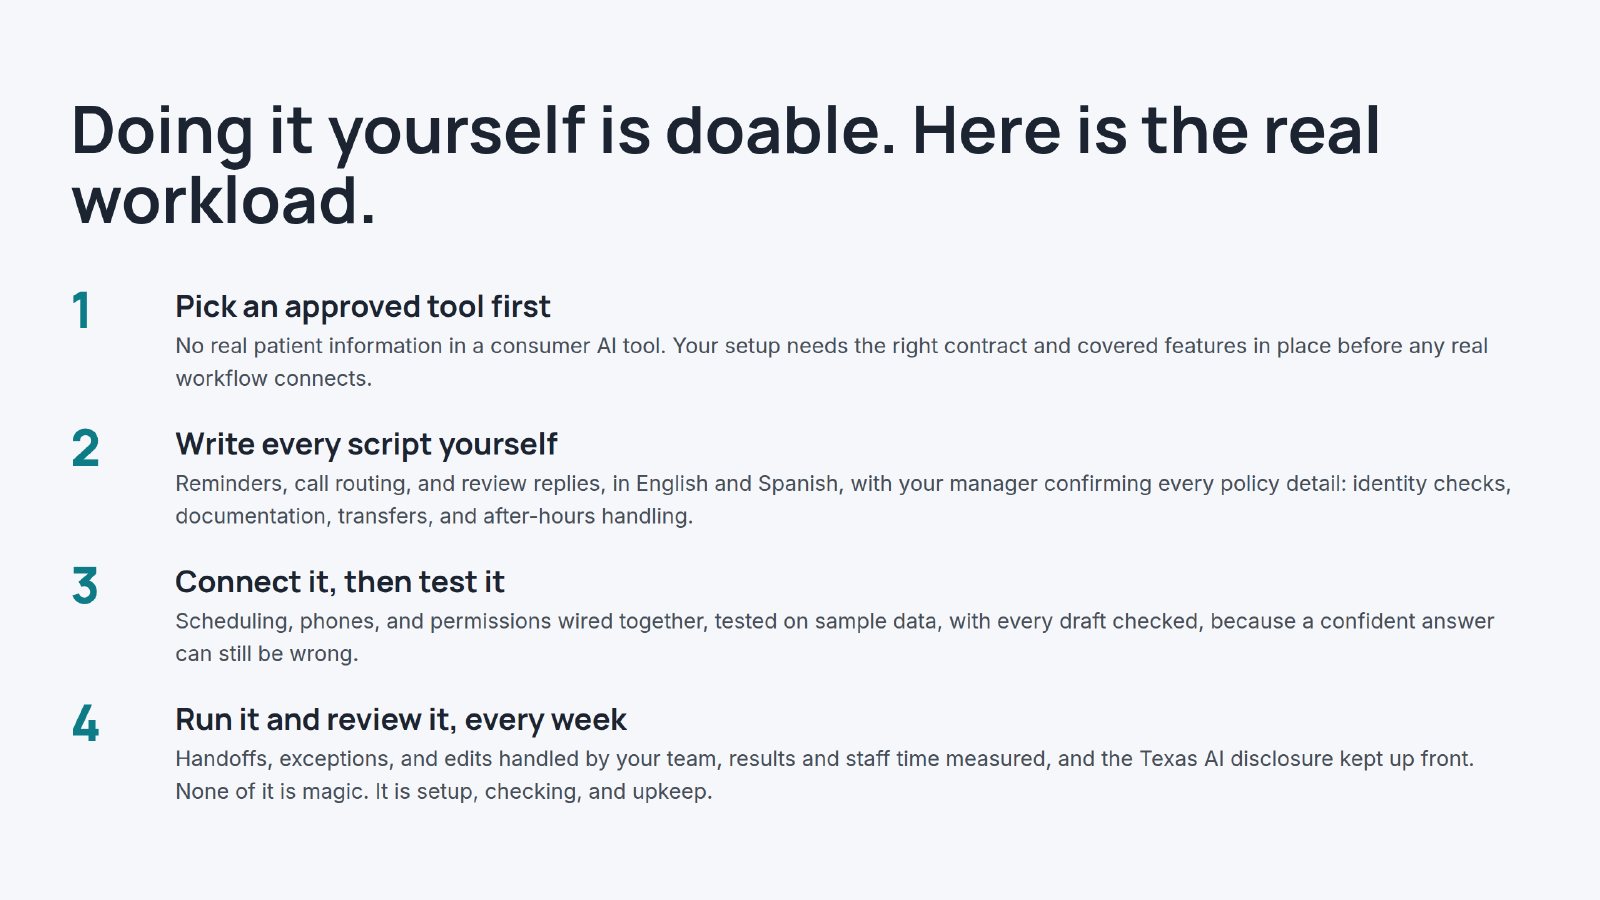 Doing it yourself is doable. Here is the real
workload.
1
Pick an approved tool first
No real patient information in a consumer AI tool. Your setup needs the right contract and covered features in place before any real
workflow connects.
2
Write every script yourself
Reminders, call routing, and review replies, in English and Spanish, with your manager confirming every policy detail: identity checks,
documentation, transfers, and after-hours handling.
3
Connect it, then test it
Scheduling, phones, and permissions wired together, tested on sample data, with every draft checked, because a confident answer
can still be wrong.
4
Run it and review it, every week
Handoffs, exceptions, and edits handled by your team, results and staff time measured, and the Texas AI disclosure kept up front.
None of it is magic. It is setup, checking, and upkeep.